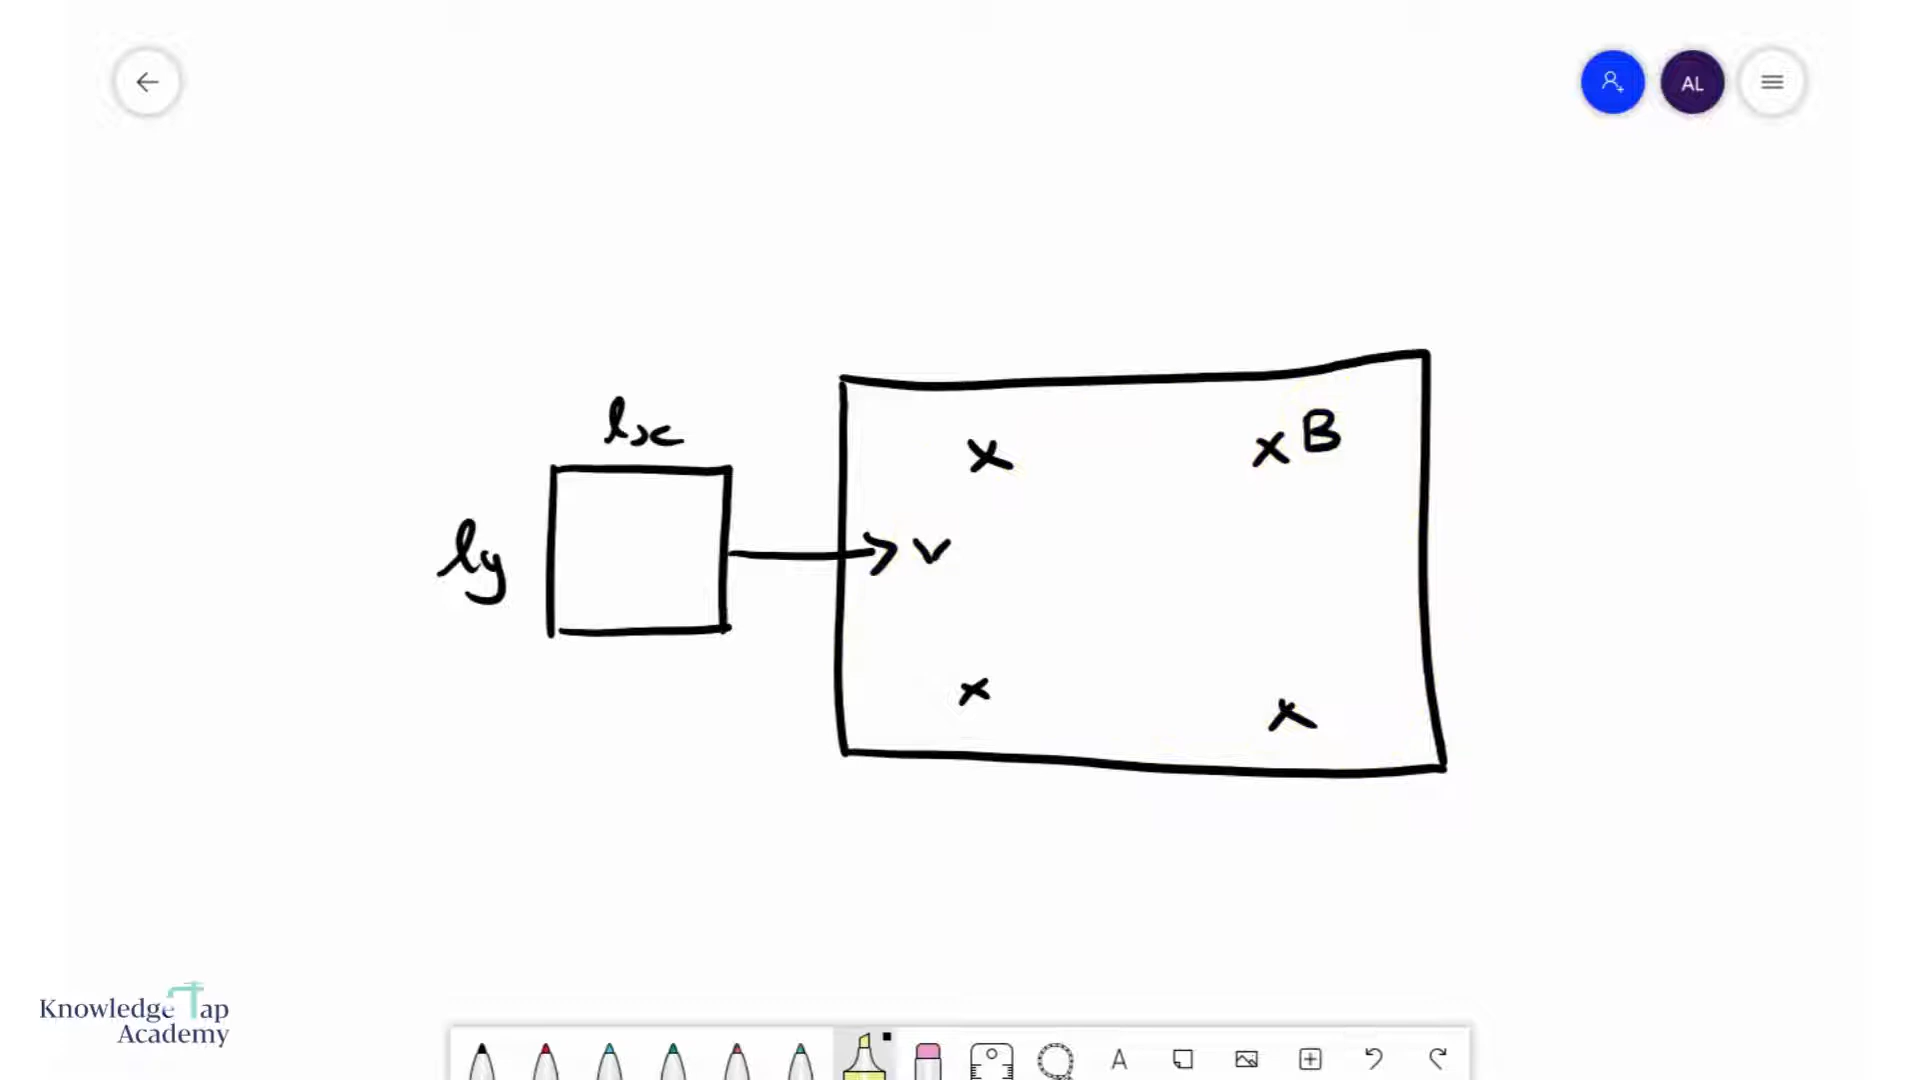 AL
lx
x
x B
ly
v
x
x
Knowledge Tap
Academy
A